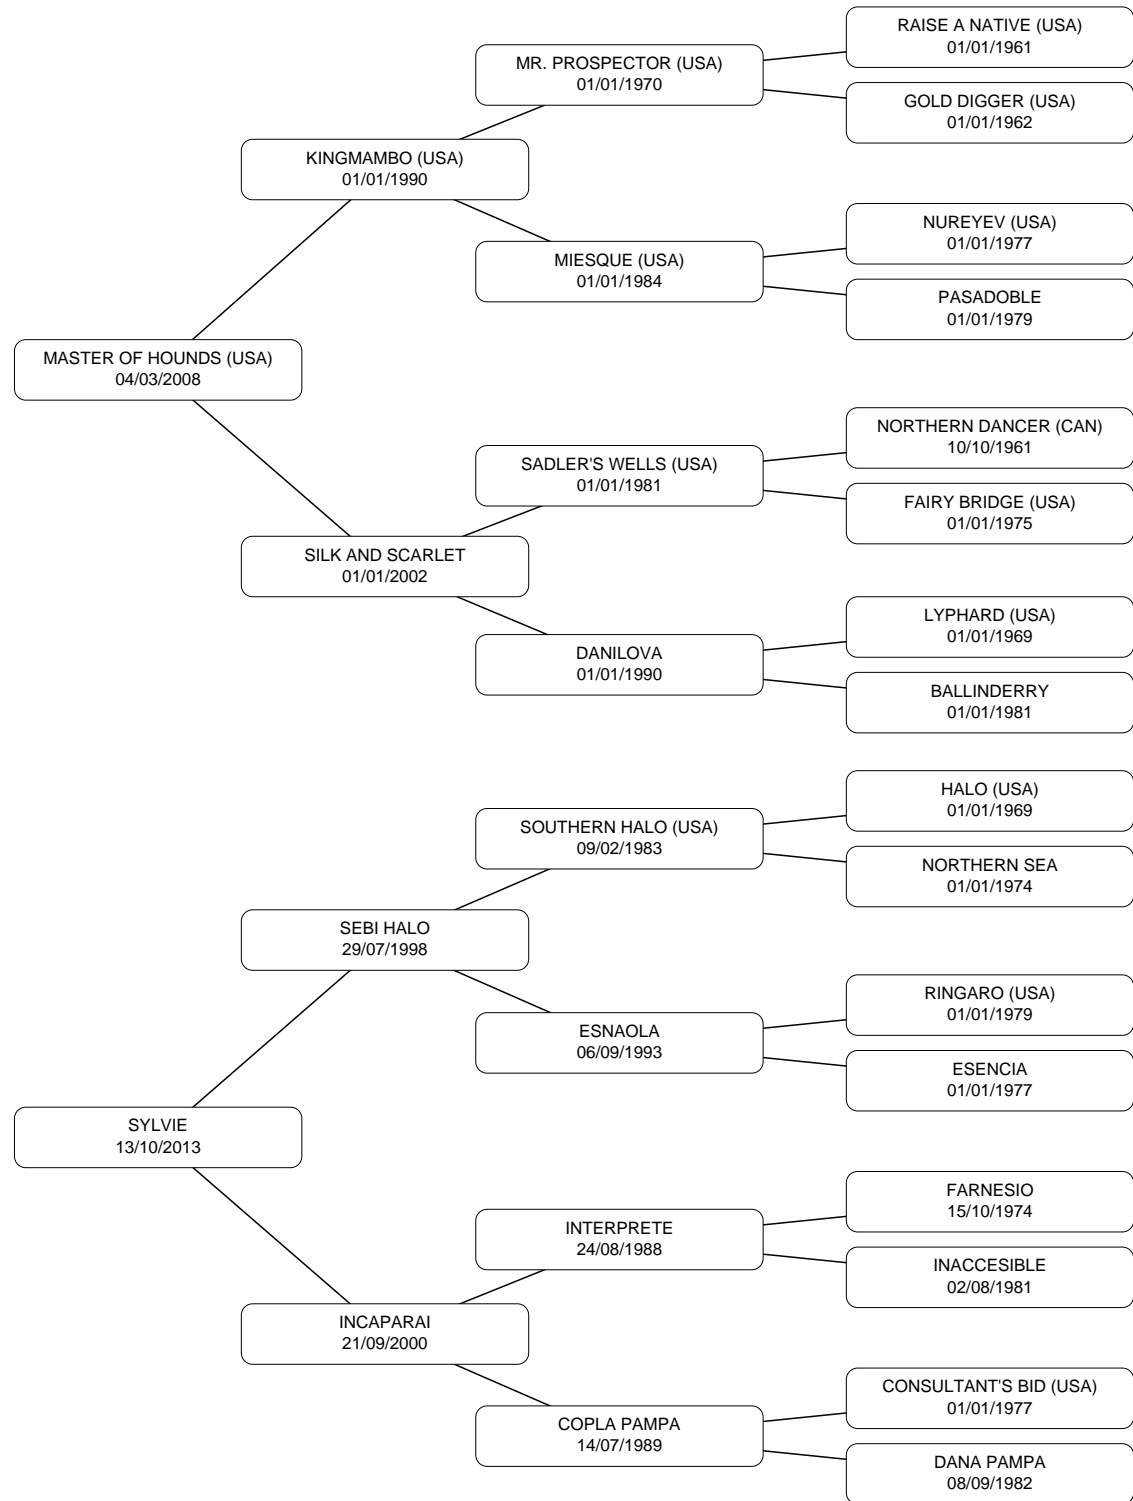 RAISE A NATIVE (USA)
01/01/1961
MR. PROSPECTOR (USA)
01/01/1970
GOLD DIGGER (USA)
01/01/1962
KINGMAMBO (USA)
01/01/1990
NUREYEV (USA)
01/01/1977
MIESQUE (USA)
01/01/1984
PASADOBLE
01/01/1979
MASTER OF HOUNDS (USA)
04/03/2008
NORTHERN DANCER (CAN)
10/10/1961
SADLER'S WELLS (USA)
01/01/1981
FAIRY BRIDGE (USA)
01/01/1975
SILK AND SCARLET
01/01/2002
LYPHARD (USA)
01/01/1969
DANILOVA
01/01/1990
BALLINDERRY
01/01/1981
HALO (USA)
01/01/1969
SOUTHERN HALO (USA)
09/02/1983
NORTHERN SEA
01/01/1974
SEBI HALO
29/07/1998
RINGARO (USA)
01/01/1979
ESNAOLA
06/09/1993
ESENCIA
01/01/1977
SYLVIE
13/10/2013
FARNESIO
15/10/1974
INTERPRETE
24/08/1988
INACCESIBLE
02/08/1981
INCAPARAI
21/09/2000
CONSULTANT'S BID (USA)
01/01/1977
COPLA PAMPA
14/07/1989
DANA PAMPA
08/09/1982